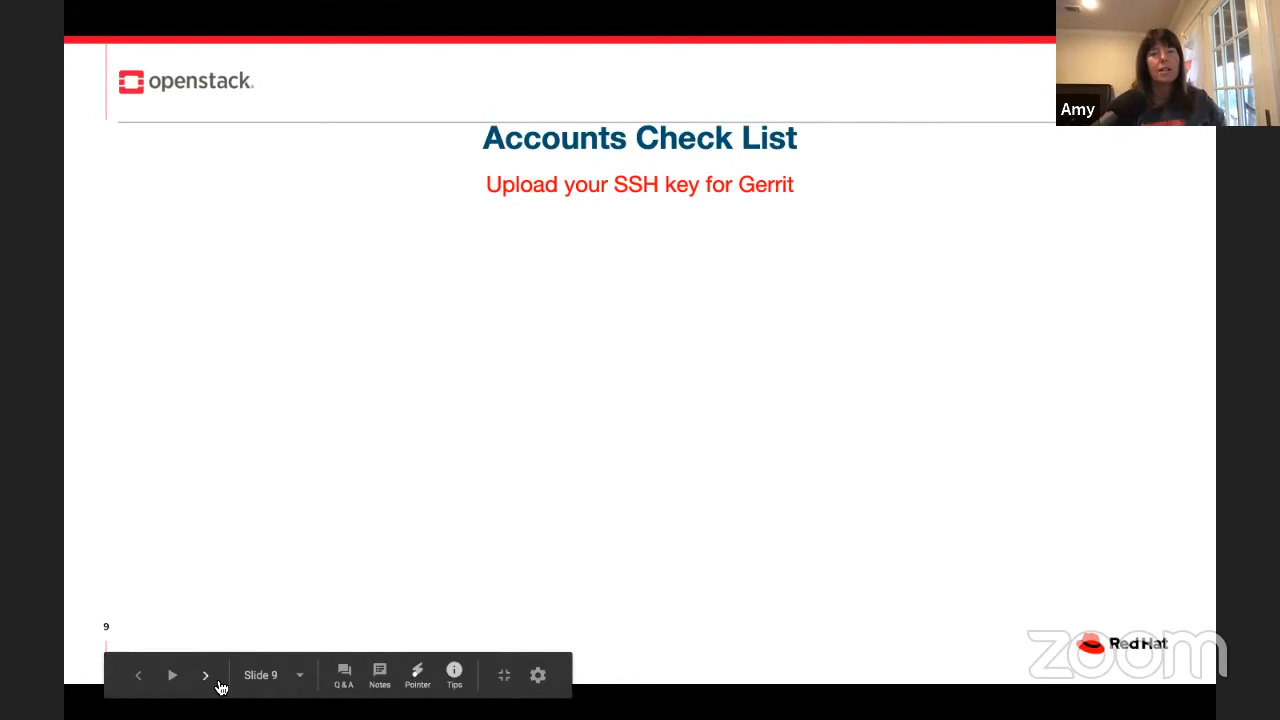 openstack.
Amy
Accounts Check List
Upload your SSH key for Gerrit
9
Red Hat
zoom
Slide 9
Q & A
Notes
Pointer
Tips